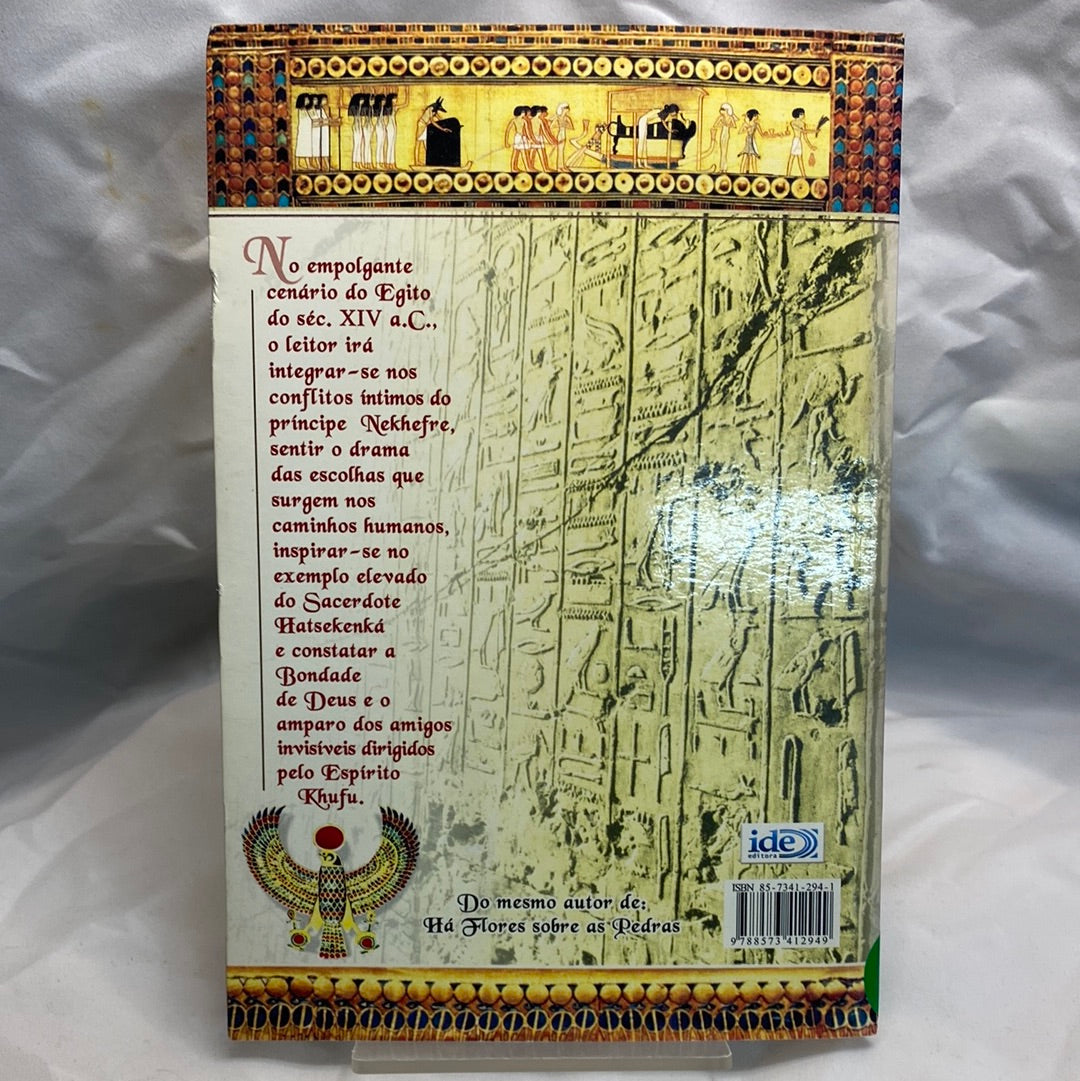 No empolgante
cenário do Egito
do séc. XIV a.C.,
o leitor irá
integrar-se nos
conflitos íntimos do
príncipe Nekhefre,
sentir o drama
das escolhas que
surgem nos
caminhos humanos,
inspirar-se no
exemplo elevado
do Sacerdote
Hatsekenká
e constatar a
Bondade
de Deus e o
amparo dos amigos
invisíveis dirigidos
pelo Espírito
Khufu.
ide
editora
ISBN 85-7341-294-1
9 788573 412949
Do mesmo autor de:
Há Flores sobre as Pedras